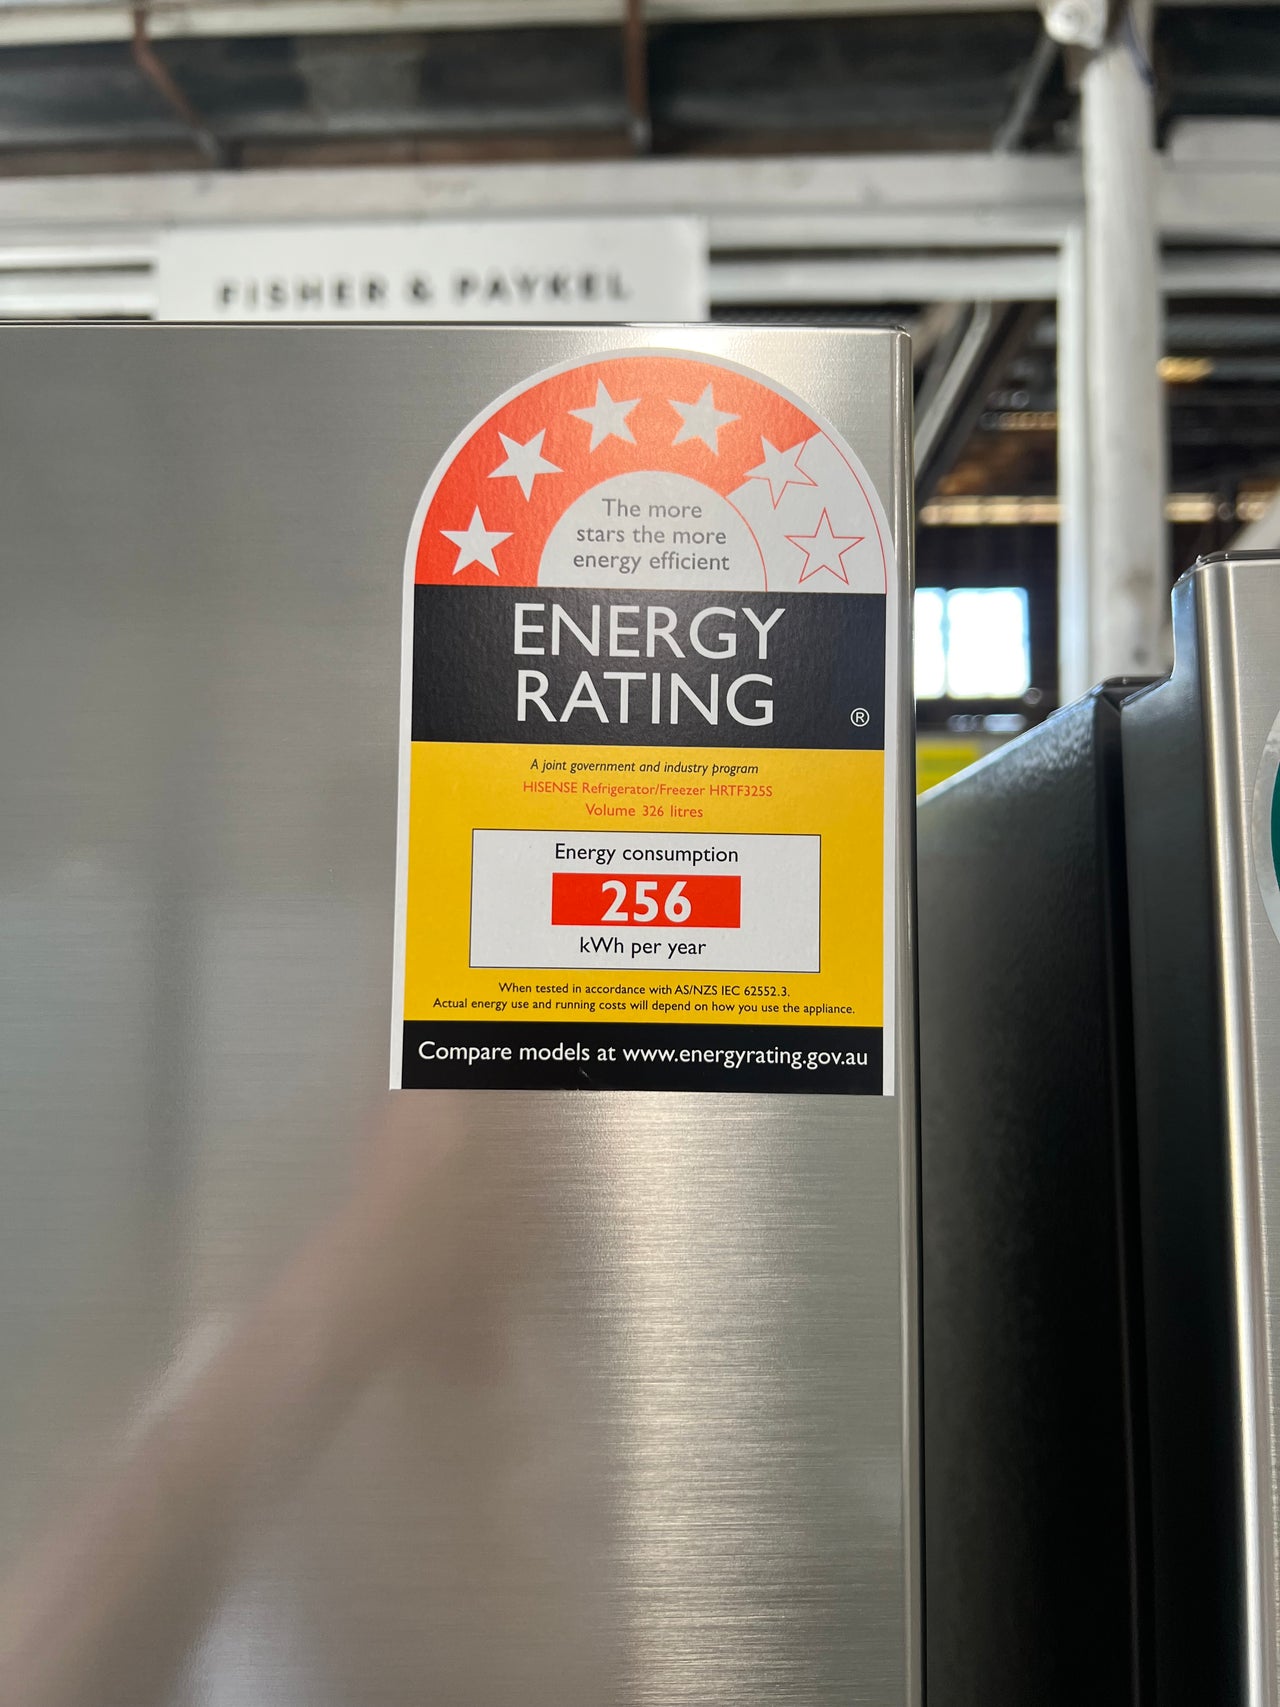 FISHER & PAYKEL
The more
stars the more
energy efficient
ENERGY
RATING
®
A joint government and industry program
HISENSE Refrigerator/Freezer HRTF325S
Volume 326 litres
Energy consumption
256
kWh per year
When tested in accordance with AS/NZS IEC 62552.3.
Actual energy use and running costs will depend on how you use the appliance.
Compare models at www.energyrating.gov.au